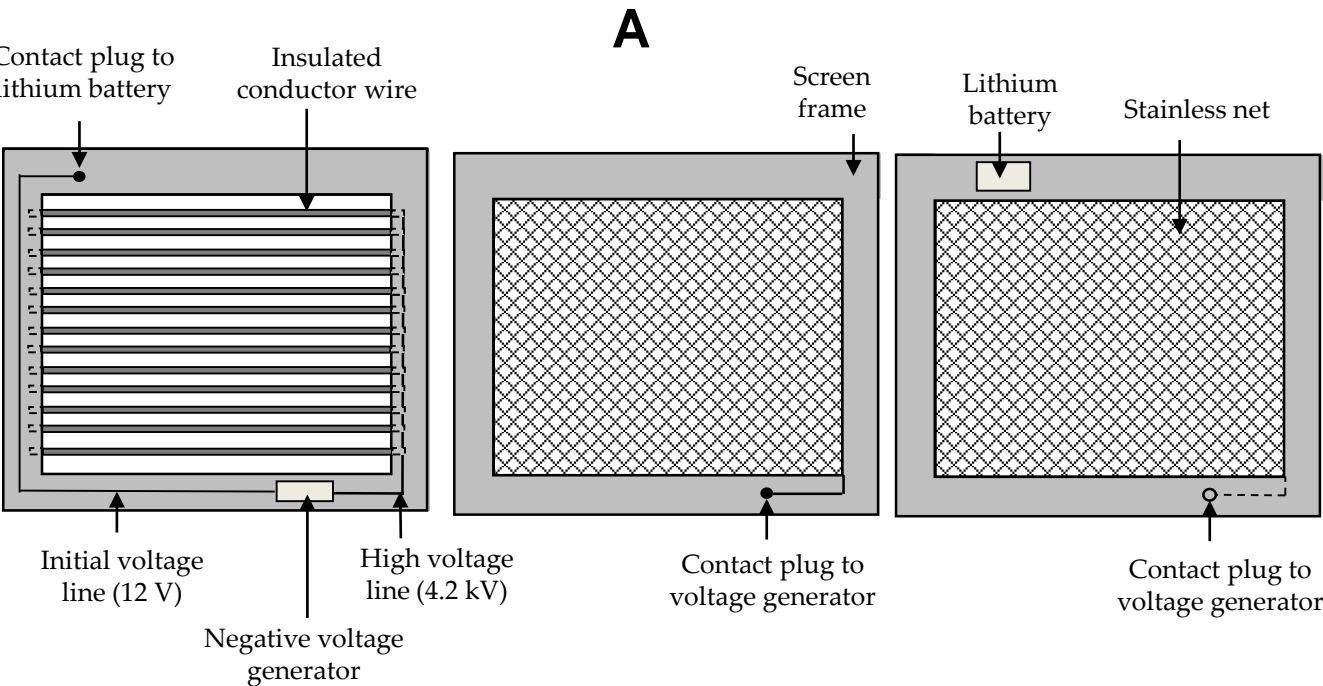 A
Contact plug to
lithium battery
Insulated
conductor wire
Screen
frame
Lithium
battery
Stainless net
Initial voltage
line (12 V)
High voltage
line (4.2 kV)
Negative voltage
generator
Contact plug to
voltage generator
Contact plug to
voltage generator